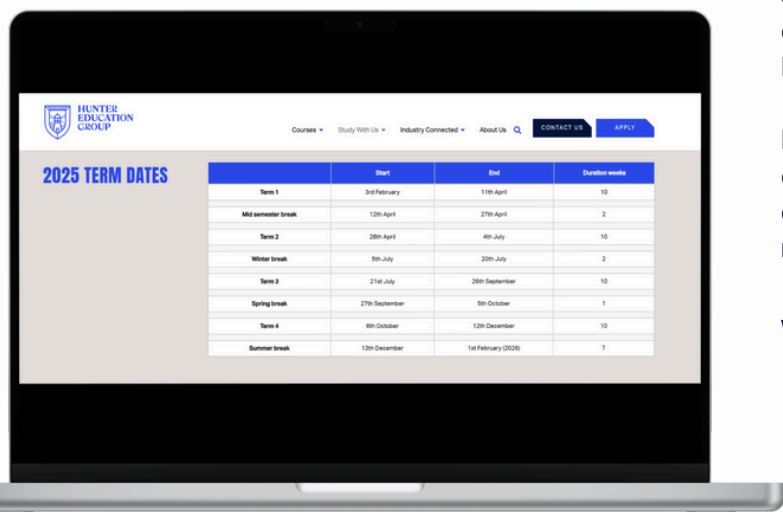 HUNTER
EDUCATION
GROUP
Courses
Study With Us
Industry Connected
About Us
CONTACT US
APPLY
2025 TERM DATES
Start End Duration weeks
Term 1 3rd February 11th April 10
Mid semester break 12th April 27th April 2
Term 2 28th April 4th July 10
Winter break 5th July 20th July 2
Term 3 21st July 26th September 10
Spring break 27th September 5th October 1
Term 4 6th October 12th December 10
Summer break 13th December 1st February (2026) 7